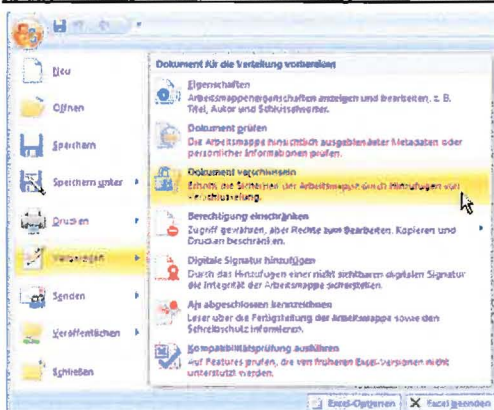 Neu
Öffnen
Speichern
Speichern unter
Drucken
Vorbereiten
Senden
Veröffentlichen
Schließen
Dokument für die Verteilung vorbereiten
Eigenschaften
Arbeitsmappeneigenschaften anzeigen und bearbeiten, z. B.
Titel, Autor und Schlüsselwörter.
Dokument prüfen
Die Arbeitsmappe hinsichtlich ausgeblendeter Metadaten oder
persönlicher Informationen prüfen.
Dokument verschlüsseln
Erhöht die Sicherheit der Arbeitsmappe durch Hinzufügen von
Verschlüsselung.
Berechtigung einschränken
Zugriff gewähren, aber Rechte zum Bearbeiten, Kopieren und
Drucken beschränken.
Digitale Signatur hinzufügen
Durch das Hinzufügen einer nicht sichtbaren digitalen Signatur
die Integrität der Arbeitsmappe sicherstellen.
Als abgeschlossen kennzeichnen
Leser über die Fertigstellung der Arbeitsmappe sowie den
Schreibschutz informieren.
Kompatibilitätsprüfung ausführen
Auf Features prüfen, die von früheren Excel-Versionen nicht
unterstützt werden.
Excel-Optionen
Excel beenden